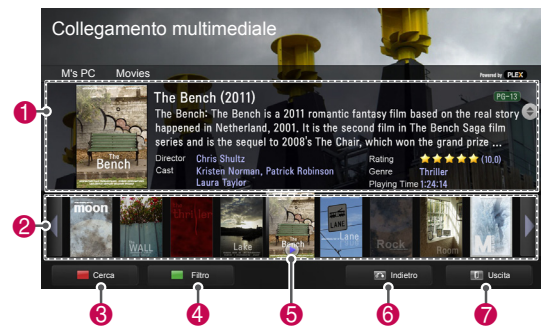 Collegamento multimediale
M's PC Movies Powered by PLEX
The Bench (2011) PG-13
The Bench: The Bench is a 2011 romantic fantasy film based on the real story
happened in Netherland, 2001. It is the second film in The Bench Saga film
series and is the sequel to 2008's The Chair, which won the grand prize ...
Director Chris Shultz Rating (10,0)
Cast Kristen Norman, Patrick Robinson Genre Thriller
Laura Taylor Playing Time 1:24:14
The
Bench
1
2
moon
WALL
thriller
Lake
Bench
LANE
Lane
Rock
Room
M
Cerca Filtro Indietro Uscita
3 4 5 6 7